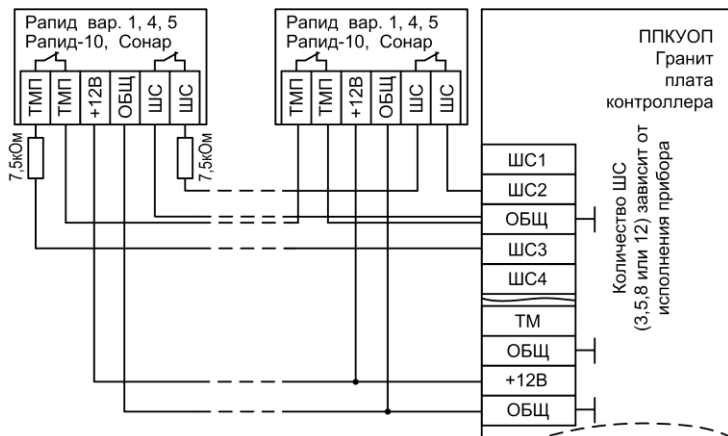 Рапид вар. 1, 4, 5
Рапид-10, Сонар
ТМП
ТМП
+12В
ОБЩ
ШС
ШС
7,5кОм
7,5кОм
Рапид вар. 1, 4, 5
Рапид-10, Сонар
ТМП
ТМП
+12В
ОБЩ
ШС
ШС
ППКУОП
Гранит
плата
контроллера
ШС1
ШС2
ОБЩ
ШС3
ШС4
ТМ
ОБЩ
+12В
ОБЩ
Количество ШС
(3,5,8 или 12) зависит от
исполнения прибора